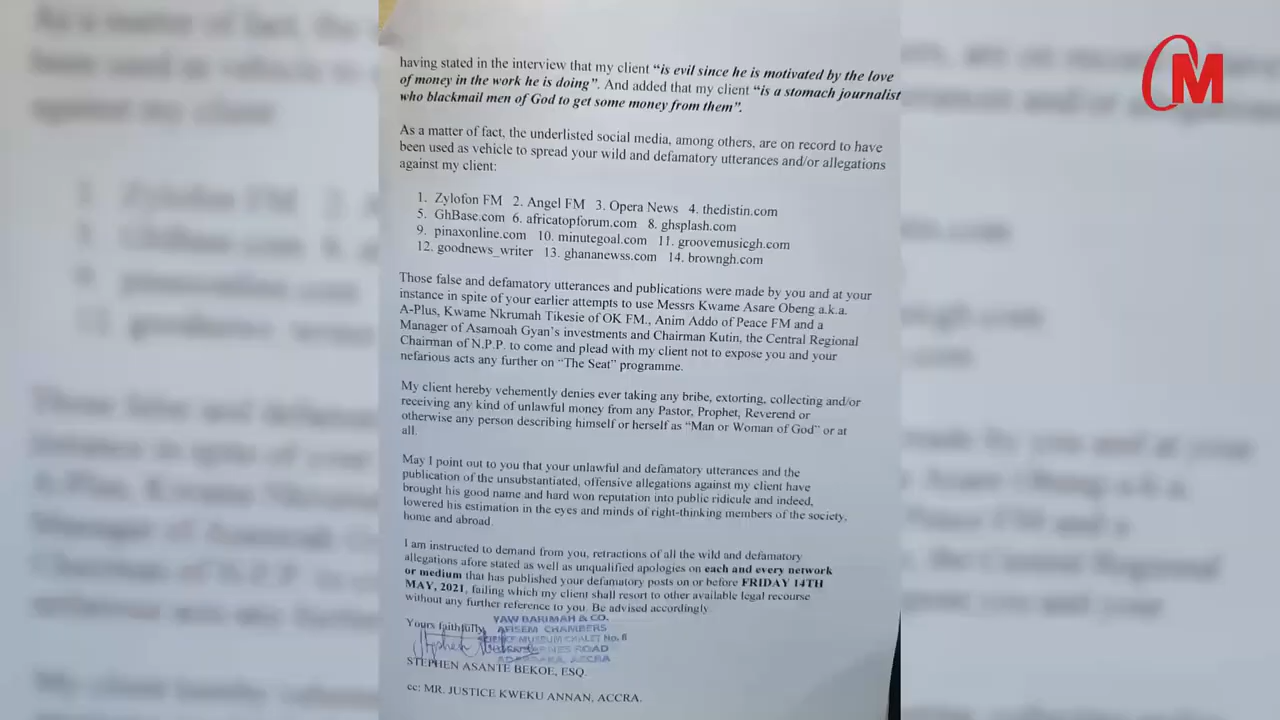 having stated in the interview that my client "is evil since he is motivated by the love
of money in the work he is doing". And added that my client "is a stomach journalist
who blackmail men of God to get some money from them".
As a matter of fact, the underlisted social media, among others, are on record to have
been used as vehicle to spread your wild and defamatory utterances and/or allegations
against my client:
1. Zylofon FM 2. Angel FM 3. Opera News 4. thedistin.com
5. GhBase.com 6. africatopforum.com 8. ghsplash.com
9. pinaxonline.com 10. minutegoal.com 11. groovemusicgh.com
12. goodnews_writer 13. ghananewss.com 14. browngh.com
Those false and defamatory utterances and publications were made by you and at your
instance in spite of your earlier attempts to use Messrs Kwame Asare Obeng a.k.a.
A-Plus, Kwame Nkrumah Tikesie of OK FM., Anim Addo of Peace FM and a
Manager of Asamoah Gyan's investments and Chairman Kutin, the Central Regional
Chairman of N.P.P. to come and plead with my client not to expose you and your
nefarious acts any further on "The Seat" programme.
My client hereby vehemently denies ever taking any bribe, extorting, collecting and/or
receiving any kind of unlawful money from any Pastor, Prophet, Reverend or
otherwise any person describing himself or herself as "Man or Woman of God" or at
all.
May I point out to you that your unlawful and defamatory utterances and the
publication of the unsubstantiated, offensive allegations against my client have
brought his good name and hard won reputation into public ridicule and indeed,
lowered his estimation in the eyes and minds of right-thinking members of the society,
home and abroad.
I am instructed to demand from you, retractions of all the wild and defamatory
allegations afore stated as well as unqualified apologies on each and every network
or medium that has published your defamatory posts on or before FRIDAY 14TH
MAY, 2021, failing which my client shall resort to other available legal recourse
without any further reference to you. Be advised accordingly.
Yours faithfully,
YAW BARIMAH & CO.
AFISEM CHAMBERS
MUSEUM CHALET No. 6
ROAD
ACCRA
STEPHEN ASANTE BEKOE, ESQ.
cc: MR. JUSTICE KWEKU ANNAN, ACCRA.
M